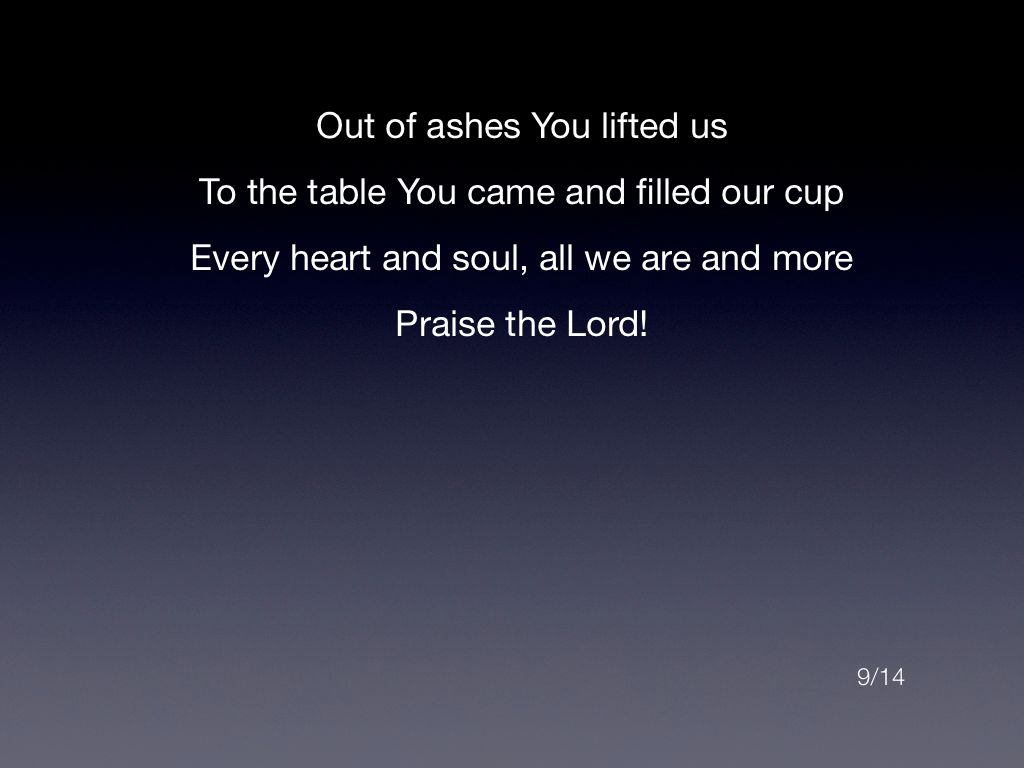 Out of ashes You lifted us
To the table You came and filled our cup
Every heart and soul, all we are and more
Praise the Lord!
9/14